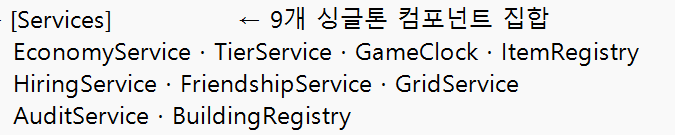 [Services] ← 9개 싱글톤 컴포넌트 집합
EconomyService · TierService · GameClock · ItemRegistry
HiringService · FriendshipService · GridService
AuditService · BuildingRegistry